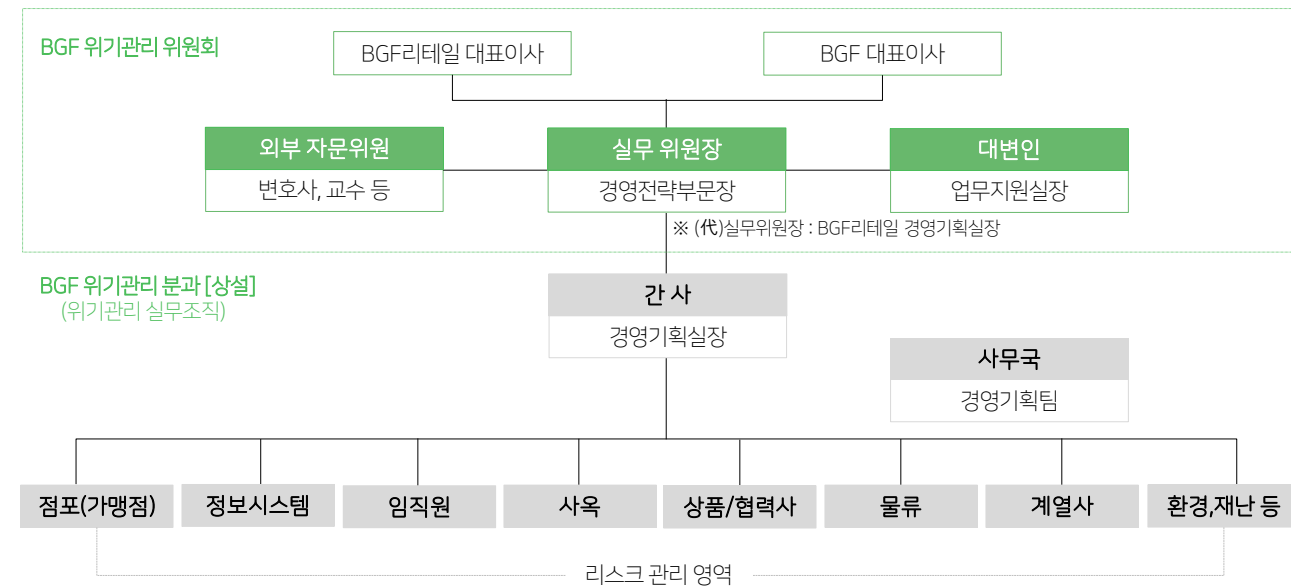 BGF 위기관리 위원회
BGF리테일 대표이사
BGF 대표이사
외부 자문위원
실무 위원장
대변인
변호사, 교수 등
경영전략부문장
업무지원실장
※ (代)실무위원장 : BGF리테일 경영기획실장
BGF 위기관리 분과 [상설]
(위기관리 실무조직)
간 사
경영기획실장
사무국
경영기획팀
점포(가맹점)
정보시스템
임직원
사옥
상품/협력사
물류
계열사
환경,재난 등
리스크 관리 영역